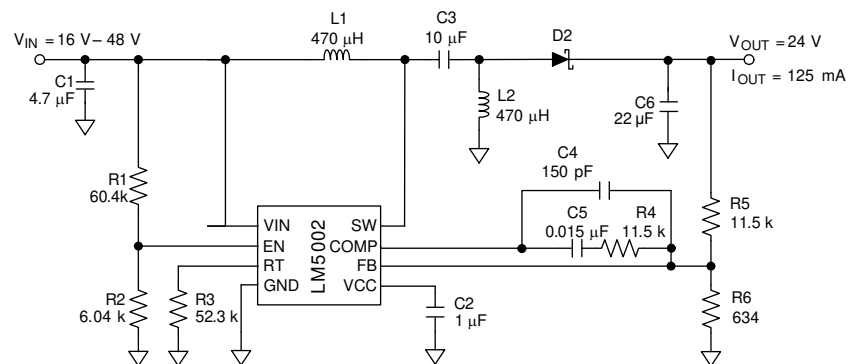 L1
470 µH
C3
10 µF
D2
V_IN = 16 V – 48 V
V_OUT = 24 V
I_OUT = 125 mA
C1
4.7 µF
L2
470 µH
C6
22 µF
C4
150 pF
R1
60.4k
R5
11.5 k
C5
0.015 µF
R4
11.5 k
VIN
SW
EN
COMP
RT
FB
GND
VCC
LM5002
R2
6.04 k
R3
52.3 k
C2
1 µF
R6
634